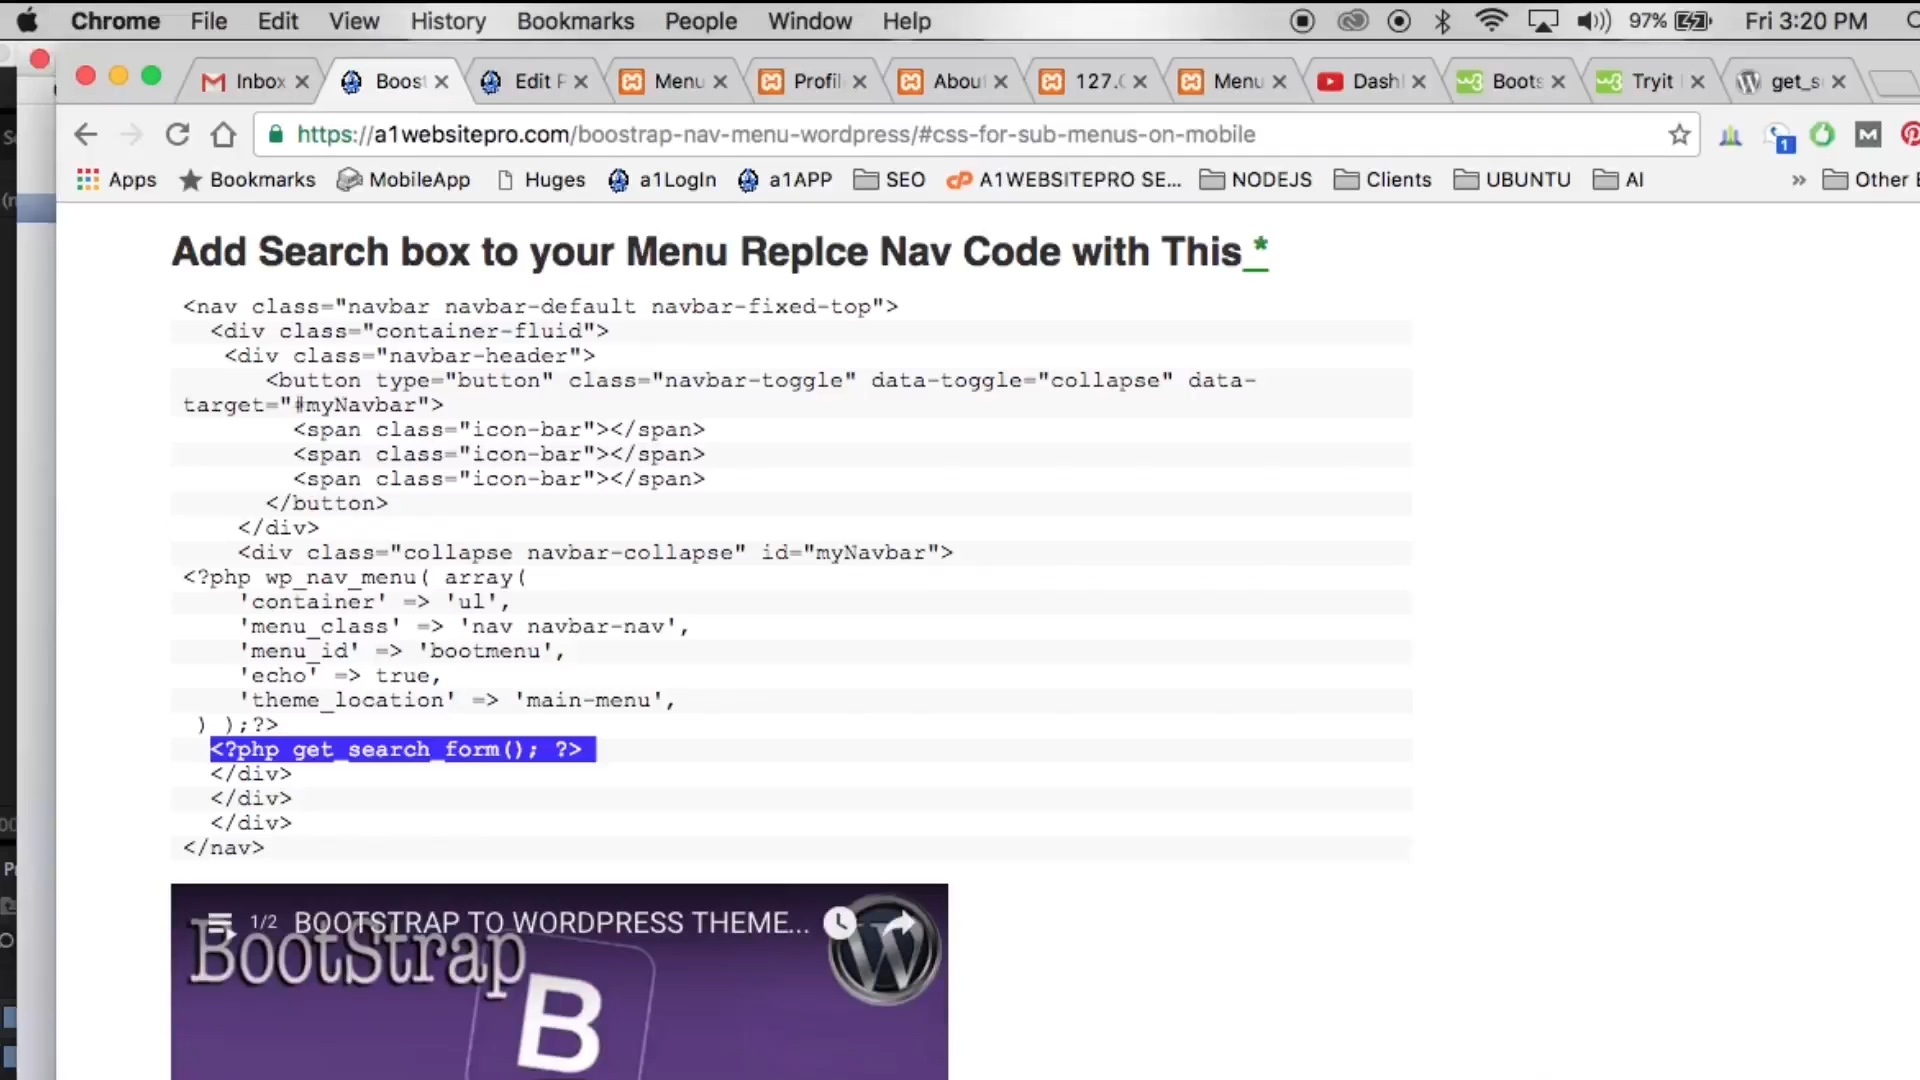 Chrome File Edit View History Bookmarks People Window Help 97% Fri 3:20 PM
Inbox Boost Edit Menu Profil About 127. Menu Dash Boots Tryit get_s
https://a1websitepro.com/boostrap-nav-menu-wordpress/#css-for-sub-menus-on-mobile 1 M
Apps Bookmarks MobileApp Huges a1LogIn a1APP SEO cP A1WEBSITEPRO SE... NODEJS Clients UBUNTU AI » Other
Add Search box to your Menu Replce Nav Code with This *
<nav class="navbar navbar-default navbar-fixed-top">
<div class="container-fluid">
<div class="navbar-header">
<button type="button" class="navbar-toggle" data-toggle="collapse" data-
target="#myNavbar">
<span class="icon-bar"></span>
<span class="icon-bar"></span>
<span class="icon-bar"></span>
</button>
</div>
<div class="collapse navbar-collapse" id="myNavbar">
<?php wp_nav_menu( array(
'container' => 'ul',
'menu_class' => 'nav navbar-nav',
'menu_id' => 'bootmenu',
'echo' => true,
'theme_location' => 'main-menu',
) );?>
<?php get_search_form(); ?>
</div>
</div>
</div>
</nav>
1/2 BOOTSTRAP TO WORDPRESS THEME...
BootStrap
B
W